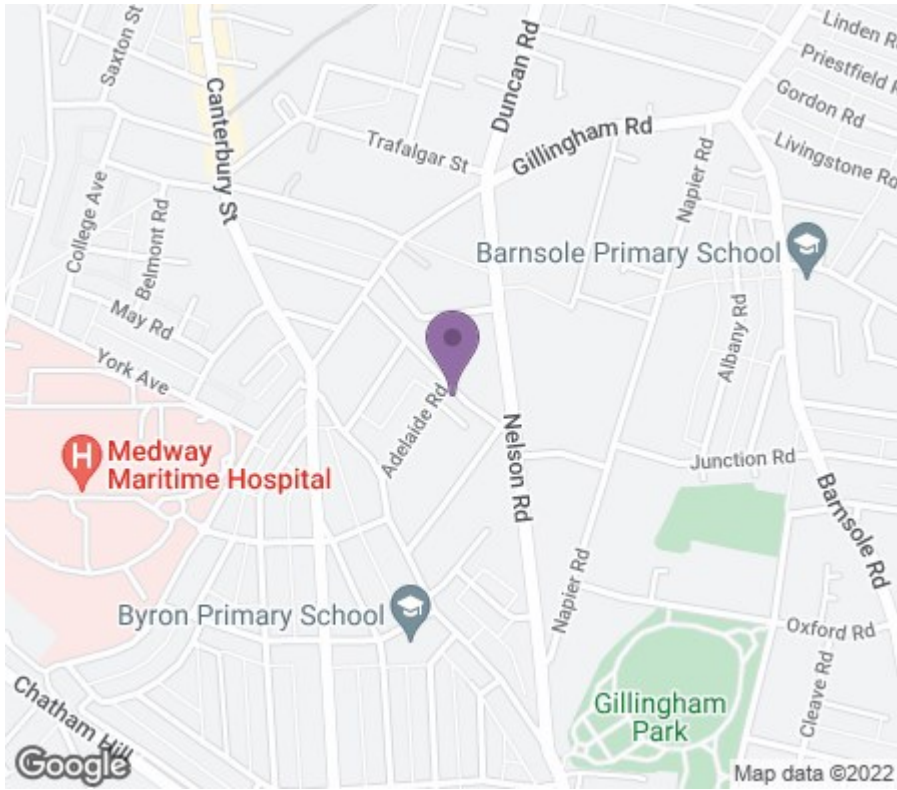 Saxton St
Canterbury St
Duncan Rd
Linden R
Priestfield
Gordon Rd
Livingstone Rd
Trafalgar St
Gillingham Rd
Napier Rd
College Ave
Belmont Rd
Barnsole Primary School
May Rd
York Ave
Albany Rd
Adelaide Rd
H
Medway
Maritime Hospital
Nelson Rd
Junction Rd
Barnsole Rd
Napier Rd
Byron Primary School
Oxford Rd
Cleave Rd
Gillingham
Park
Chatham Hill
Google
Map data ©2022